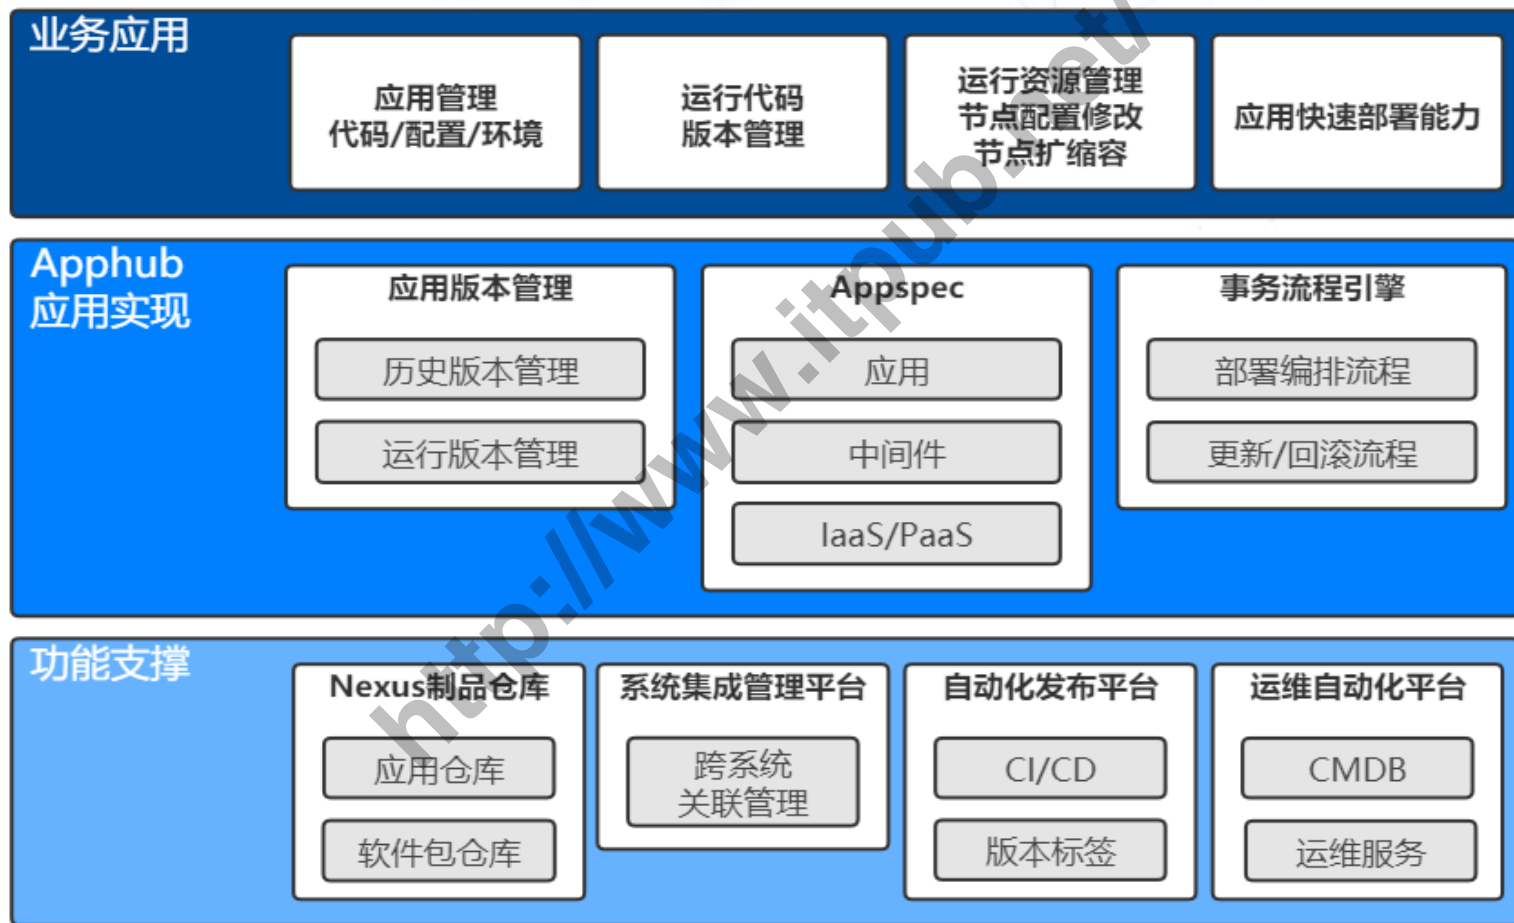 业务应用
应用管理
代码/配置/环境
运行代码
版本管理
运行资源管理
节点配置修改
节点扩缩容
应用快速部署能力
Apphub
应用实现
应用版本管理
历史版本管理
运行版本管理
Appspec
应用
中间件
IaaS/PaaS
事务流程引擎
部署编排流程
更新/回滚流程
功能支撑
Nexus制品仓库
应用仓库
软件包仓库
系统集成管理平台
跨系统
关联管理
自动化发布平台
CI/CD
版本标签
运维自动化平台
CMDB
运维服务
http://www.itpub.net/